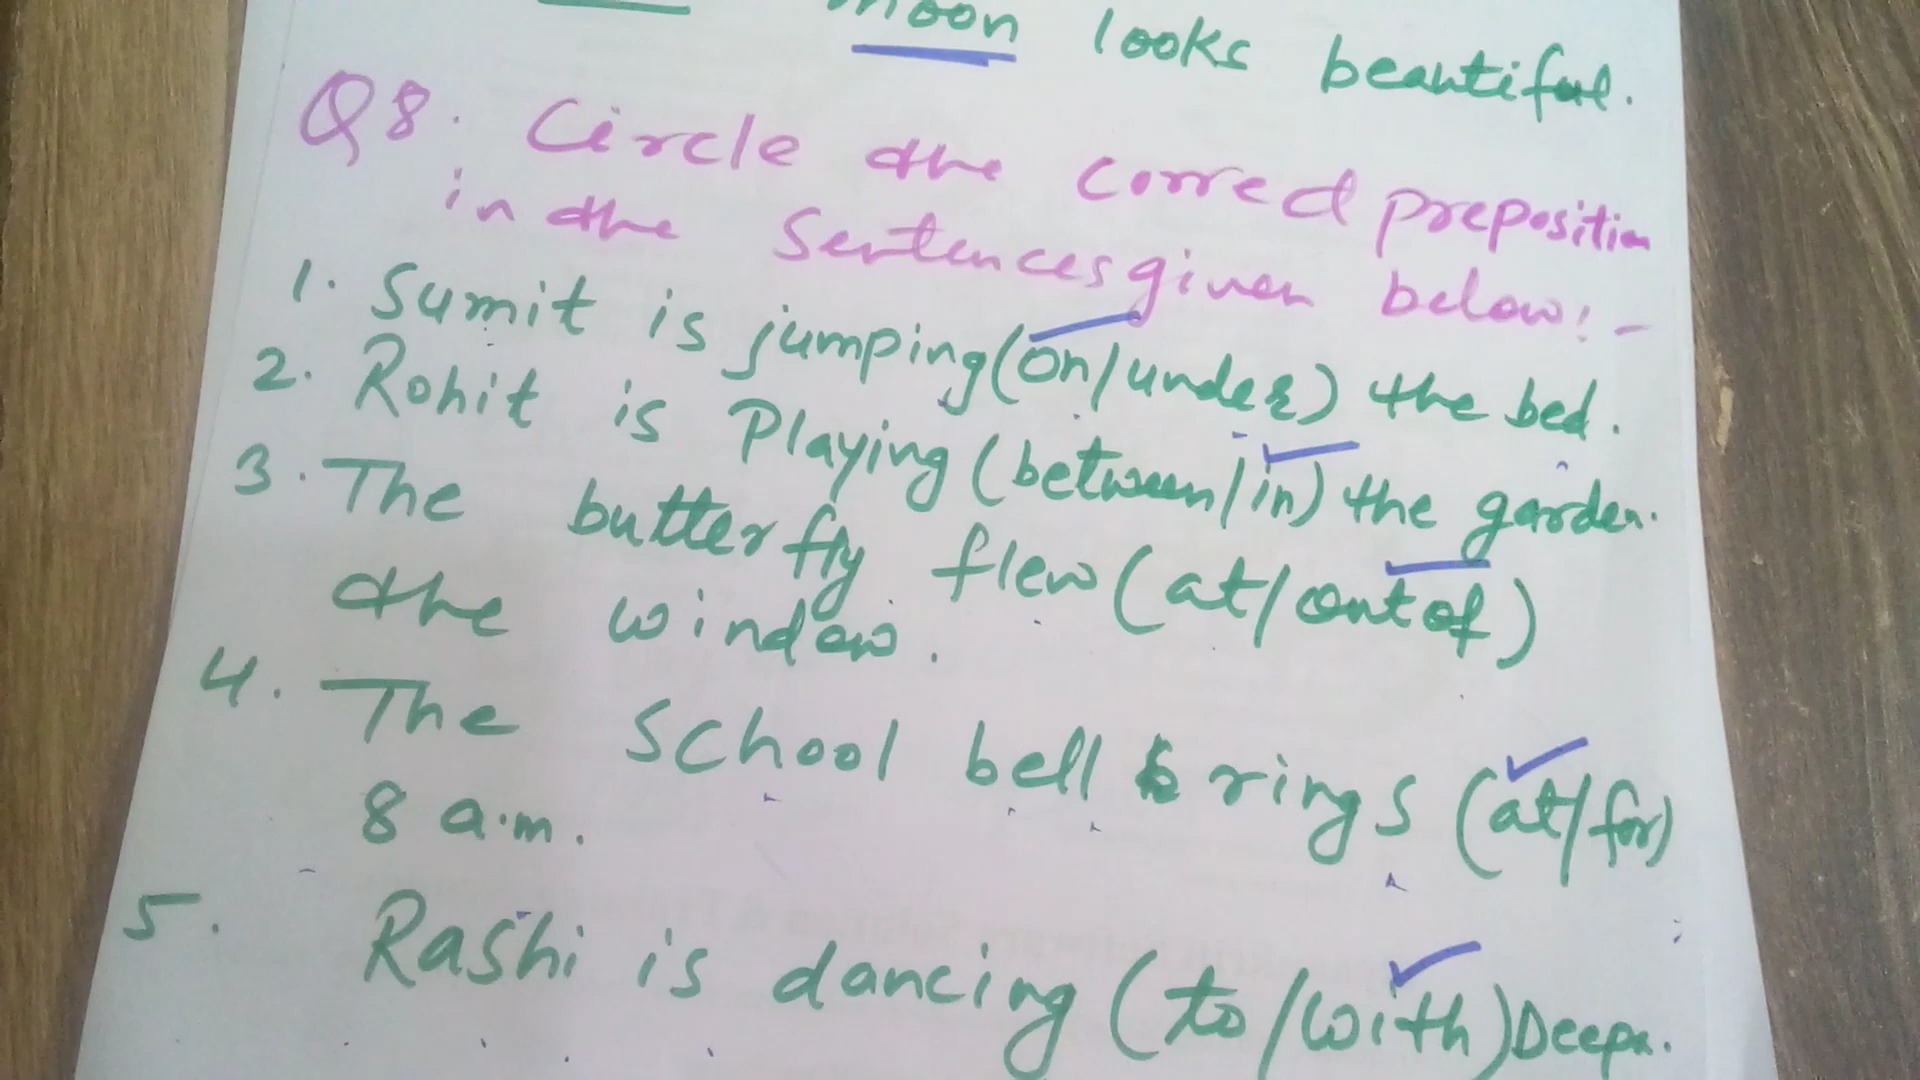 moon looks beautiful.
Q8. Circle the correct preposition
in the sentences given below:-
1. Sumit is jumping (on/under) the bed.
2. Rohit is Playing (between/in) the garden.
3. The butterfly flew (at/out of)
the window.
4. The School bell rings (at/for)
8 a.m.
5. Rashi is dancing (to/with) Deepa.